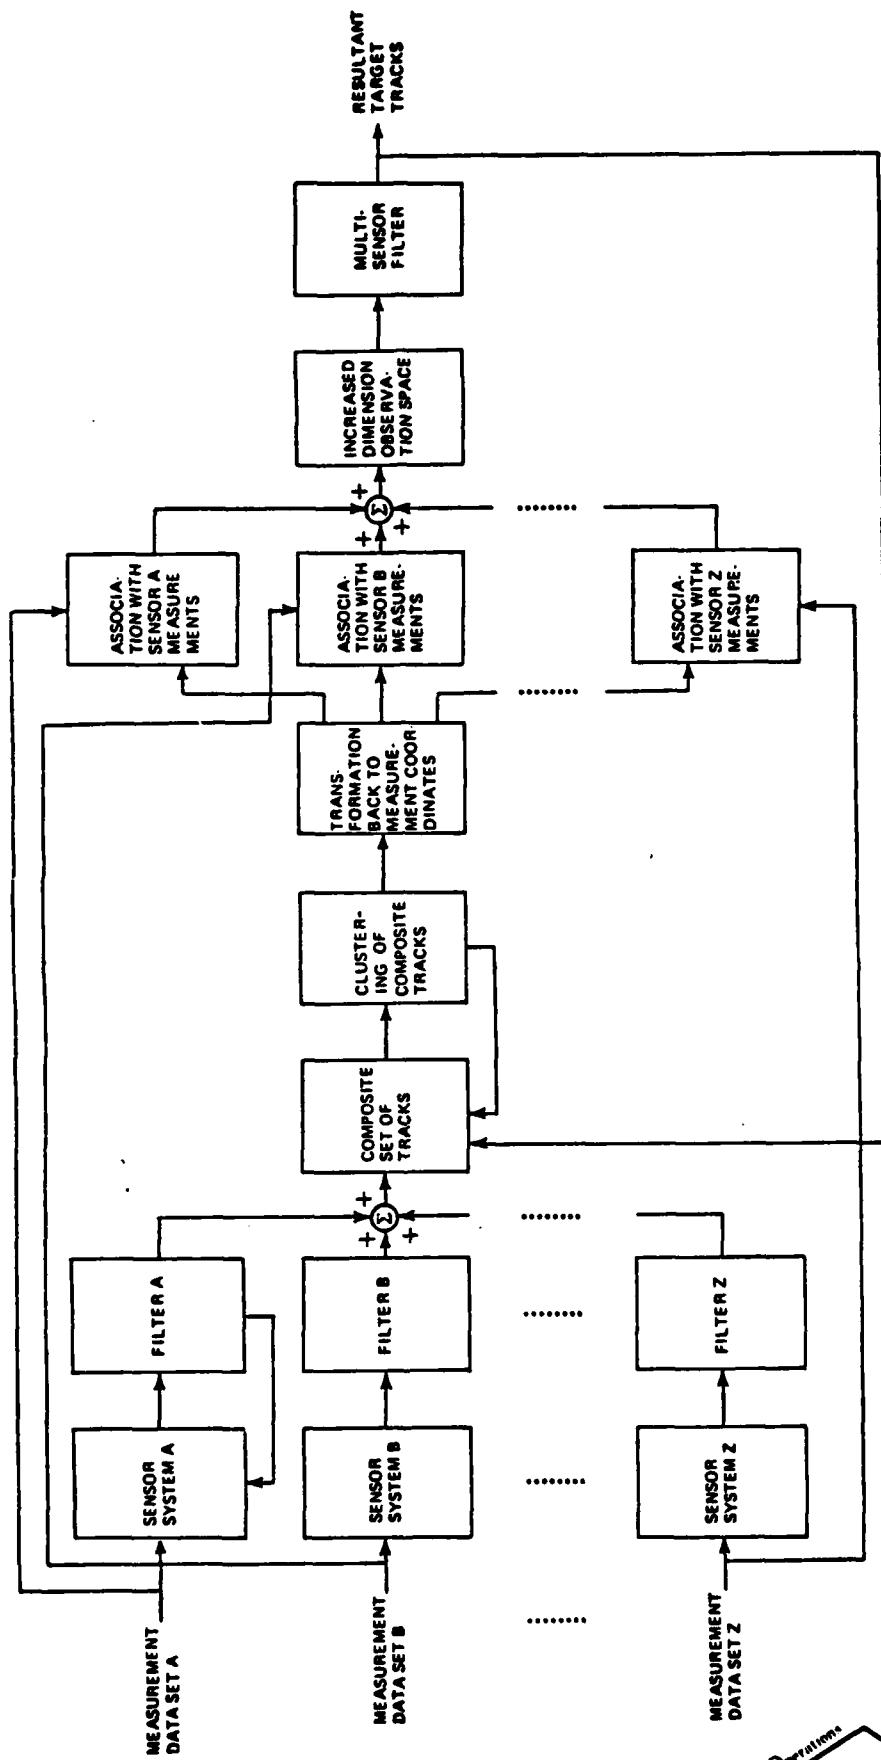 MEASUREMENT
DATA SET A
SENSOR
SYSTEM A
FILTER A
ASSOCIA-
TION WITH
SENSOR A
MEASURE
MENTS
MEASUREMENT
DATA SET B
SENSOR
SYSTEM B
FILTER B
+
+
+
Σ
COMPOSITE
SET OF
TRACKS
CLUSTER-
ING OF
COMPOSITE
TRACKS
TRANS-
FORMATION
BACK TO
MEASURE-
MENT COOR
DINATES
ASSOCIA-
TION WITH
SENSOR B
MEASURE-
MENTS
+
+
+
Σ
INCREASED
DIMENSION
OBSERVA-
TION SPACE
MULTI-
SENSOR
FILTER
RESULTANT
TARGET
TRACKS
MEASUREMENT
DATA SET Z
SENSOR
SYSTEM Z
FILTER Z
ASSOCIA-
TION WITH
SENSOR Z
MEASURE-
MENTS
Operations